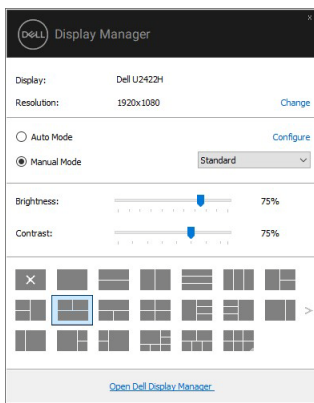 x
DELL Display Manager
Display: Dell U2422H
Resolution: 1920x1080 Change
Auto Mode Configure
Manual Mode Standard
Brightness: 75%
Contrast: 75%
Open Dell Display Manager